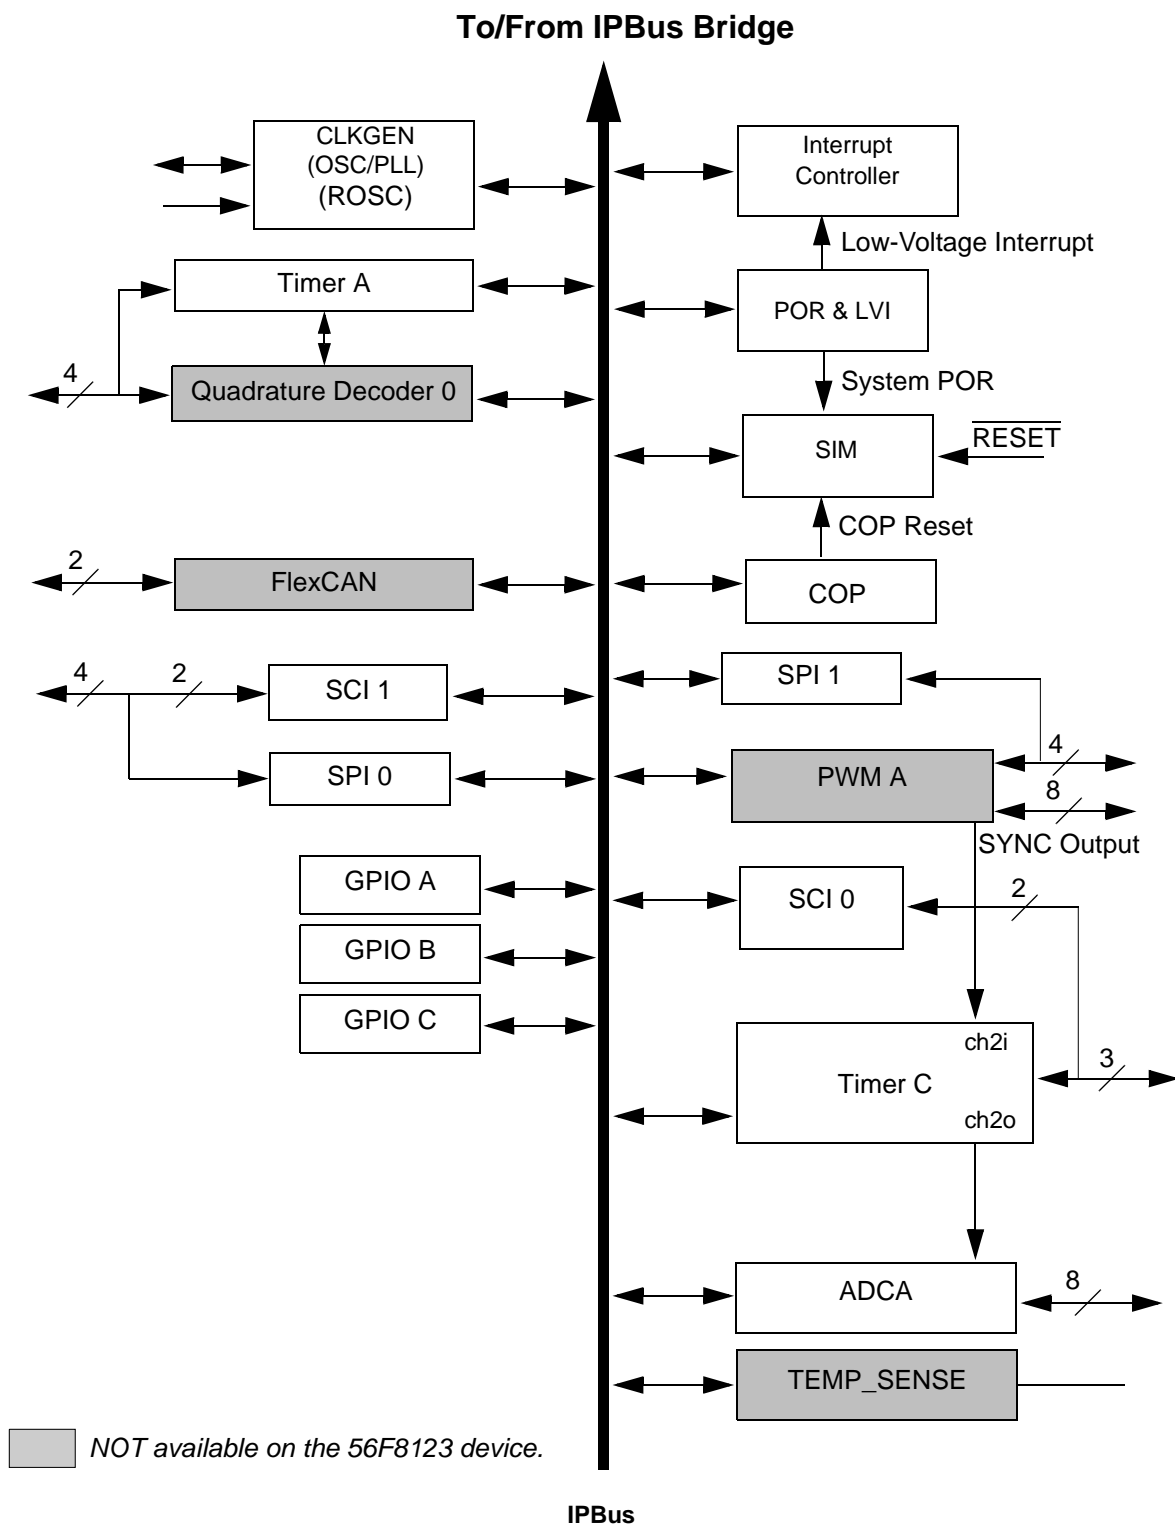 To/From IPBus Bridge
CLKGEN
(OSC/PLL)
(ROSC)
Interrupt
Controller
Low-Voltage Interrupt
Timer A
POR & LVI
4
Quadrature Decoder 0
System POR
SIM
RESET
COP Reset
2
FlexCAN
COP
4
2
SCI 1
SPI 1
SPI 0
4
PWM A
8
SYNC Output
GPIO A
SCI 0
2
GPIO B
GPIO C
ch2i
3
Timer C
ch2o
8
ADCA
TEMP_SENSE
NOT available on the 56F8123 device.
IPBus